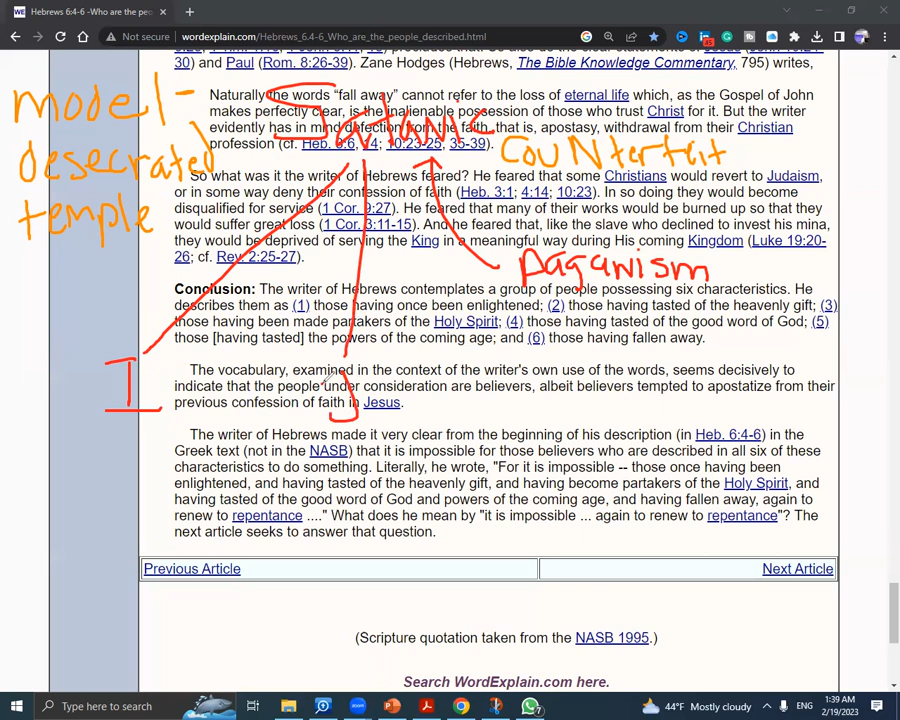 Hebrews 6:4-6 -Who are the peo
Not secure
wordexplain.com/Hebrews_6.4-6_Who_are_the_people_described.html
45
30) and Paul (Rom. 8:26-39). Zane Hodges (Hebrews, The Bible Knowledge Commentary, 795) writes,
Naturally the words "fall away" cannot refer to the loss of eternal life which, as the Gospel of John
makes perfectly clear, is the inalienable possession of those who trust Christ for it. But the writer
evidently has in mind defection from the faith, that is, apostasy, withdrawal from their Christian
profession (cf. Heb. 3:6, 14; 10:23-25, 35-39).
model -
desecrated
temple
Satanic
COUNterfeit
paganism
I
J
So what was it the writer of Hebrews feared? He feared that some Christians would revert to Judaism,
or in some way deny their confession of faith (Heb. 3:1; 4:14; 10:23). In so doing they would become
disqualified for service (1 Cor. 9:27). He feared that many of their works would be burned up so that they
would suffer great loss (1 Cor. 3:11-15). And he feared that, like the slave who declined to invest his mina,
they would be deprived of serving the King in a meaningful way during His coming Kingdom (Luke 19:20-
26; cf. Rev. 2:25-27).
Conclusion: The writer of Hebrews contemplates a group of people possessing six characteristics. He
describes them as (1) those having once been enlightened; (2) those having tasted of the heavenly gift; (3)
those having been made partakers of the Holy Spirit; (4) those having tasted of the good word of God; (5)
those [having tasted] the powers of the coming age; and (6) those having fallen away.
The vocabulary, examined in the context of the writer's own use of the words, seems decisively to
indicate that the people under consideration are believers, albeit believers tempted to apostatize from their
previous confession of faith in Jesus.
The writer of Hebrews made it very clear from the beginning of his description (in Heb. 6:4-6) in the
Greek text (not in the NASB) that it is impossible for those believers who are described in all six of these
characteristics to do something. Literally, he wrote, "For it is impossible -- those once having been
enlightened, and having tasted of the heavenly gift, and having become partakers of the Holy Spirit, and
having tasted of the good word of God and powers of the coming age, and having fallen away, again to
renew to repentance ...." What does he mean by "it is impossible ... again to renew to repentance"? The
next article seeks to answer that question.
Previous Article
Next Article
(Scripture quotation taken from the NASB 1995.)
Search WordExplain.com here.
Type here to search
zoom
7
44°F Mostly cloudy
ENG
1:39 AM
2/19/2023